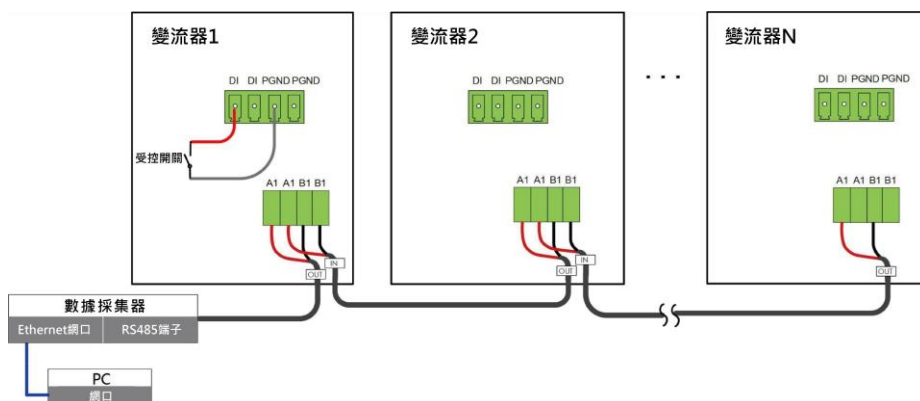 變流器1
DI DI PGND PGND
受控開關
A1 A1 B1 B1
OUT
IN
變流器2
DI DI PGND PGND
A1 A1 B1 B1
OUT
IN
...
變流器N
DI DI PGND PGND
A1 A1 B1 B1
OUT
數據採集器
Ethernet網口
RS485端子
PC
網口